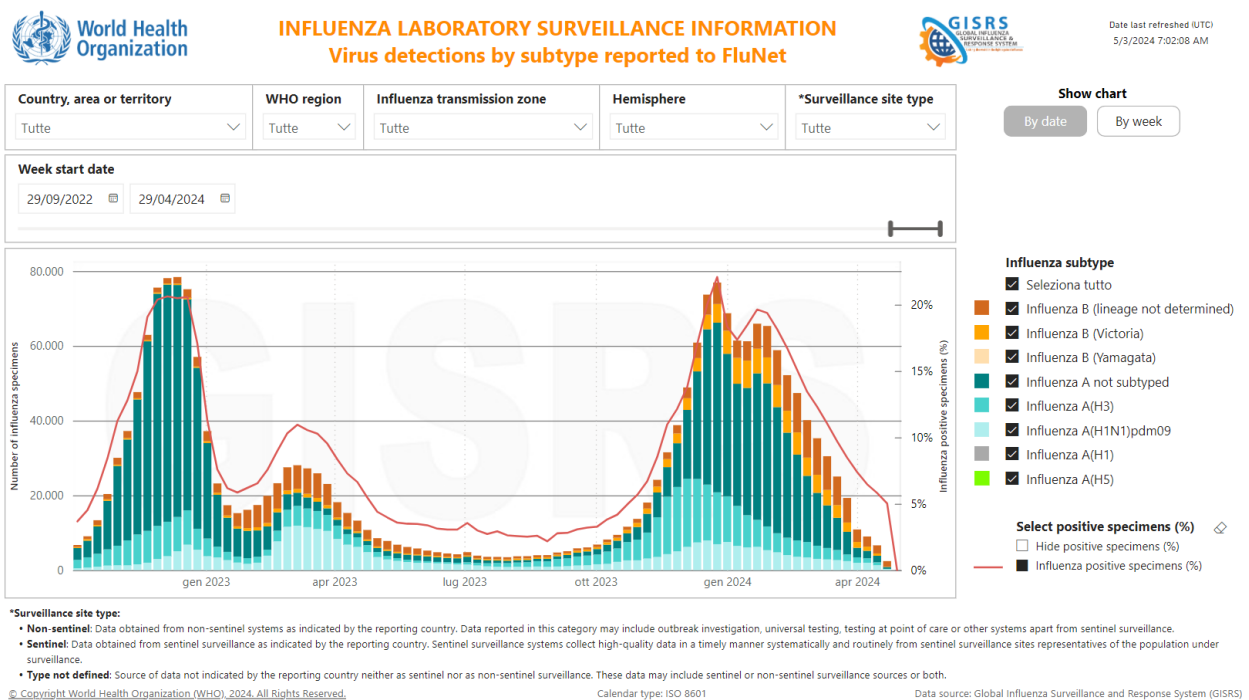 World Health
Organization
INFLUENZA LABORATORY SURVEILLANCE INFORMATION
Virus detections by subtype reported to FluNet
GISRS
GLOBAL INFLUENZA
SURVEILLANCE &
RESPONSE SYSTEM
Date last refreshed (UTC)
5/3/2024 7:02:08 AM
Country, area or territory
Tutte
WHO region
Tutte
Influenza transmission zone
Tutte
Hemisphere
Tutte
*Surveillance site type
Tutte
Show chart
By date
By week
Week start date
29/09/2022
29/04/2024
Number of influenza specimens
80.000
60.000
40.000
20.000
0
GISRS
gen 2023
apr 2023
lug 2023
ott 2023
gen 2024
apr 2024
20%
15%
10%
5%
0%
Influenza positive specimens (%)
Influenza subtype
Seleziona tutto
Influenza B (lineage not determined)
Influenza B (Victoria)
Influenza B (Yamagata)
Influenza A not subtyped
Influenza A(H3)
Influenza A(H1N1)pdm09
Influenza A(H1)
Influenza A(H5)
Select positive specimens (%)
Hide positive specimens (%)
Influenza positive specimens (%)
*Surveillance site type:
• Non-sentinel: Data obtained from non-sentinel systems as indicated by the reporting country. Data reported in this category may include outbreak investigation, universal testing, testing at point of care or other systems apart from sentinel surveillance.
• Sentinel: Data obtained from sentinel surveillance as indicated by the reporting country. Sentinel surveillance systems collect high-quality data in a timely manner systematically and routinely from sentinel surveillance sites representatives of the population under
surveillance.
• Type not defined: Source of data not indicated by the reporting country neither as sentinel nor as non-sentinel surveillance. These data may include sentinel or non-sentinel surveillance sources or both.
© Copyright World Health Organization (WHO), 2024. All Rights Reserved.
Calendar type: ISO 8601
Data source: Global Influenza Surveillance and Response System (GISRS)